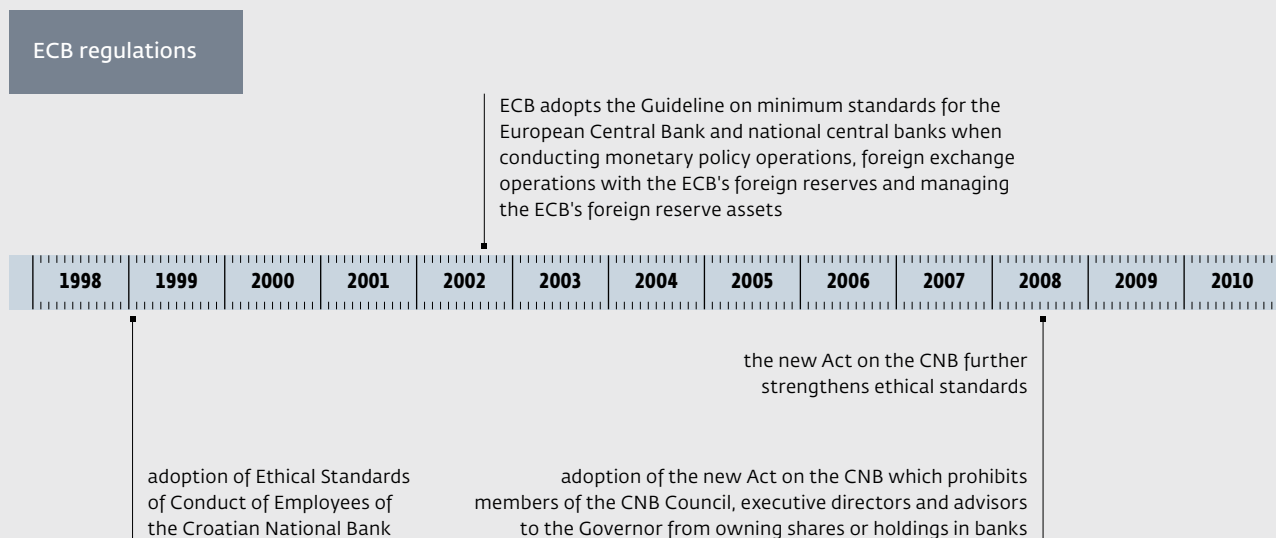 ECB regulations
ECB adopts the Guideline on minimum standards for the
European Central Bank and national central banks when
conducting monetary policy operations, foreign exchange
operations with the ECB's foreign reserves and managing
the ECB's foreign reserve assets
1998 1999 2000 2001 2002 2003 2004 2005 2006 2007 2008 2009 2010
the new Act on the CNB further
strengthens ethical standards
adoption of Ethical Standards
of Conduct of Employees of
the Croatian National Bank
adoption of the new Act on the CNB which prohibits
members of the CNB Council, executive directors and advisors
to the Governor from owning shares or holdings in banks